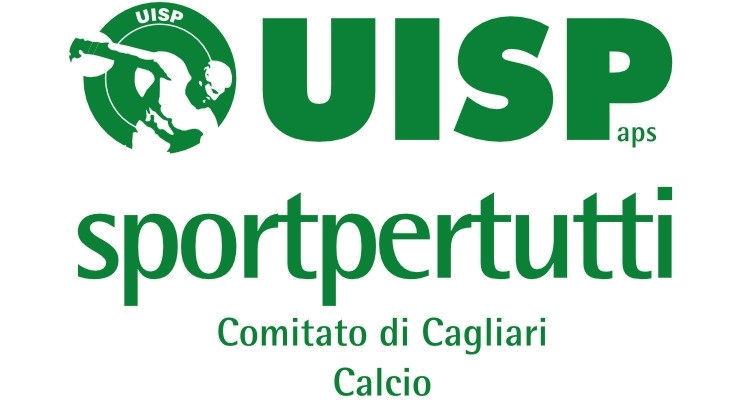 UISP
UISP
aps
sportpertutti
Comitato di Cagliari
Calcio